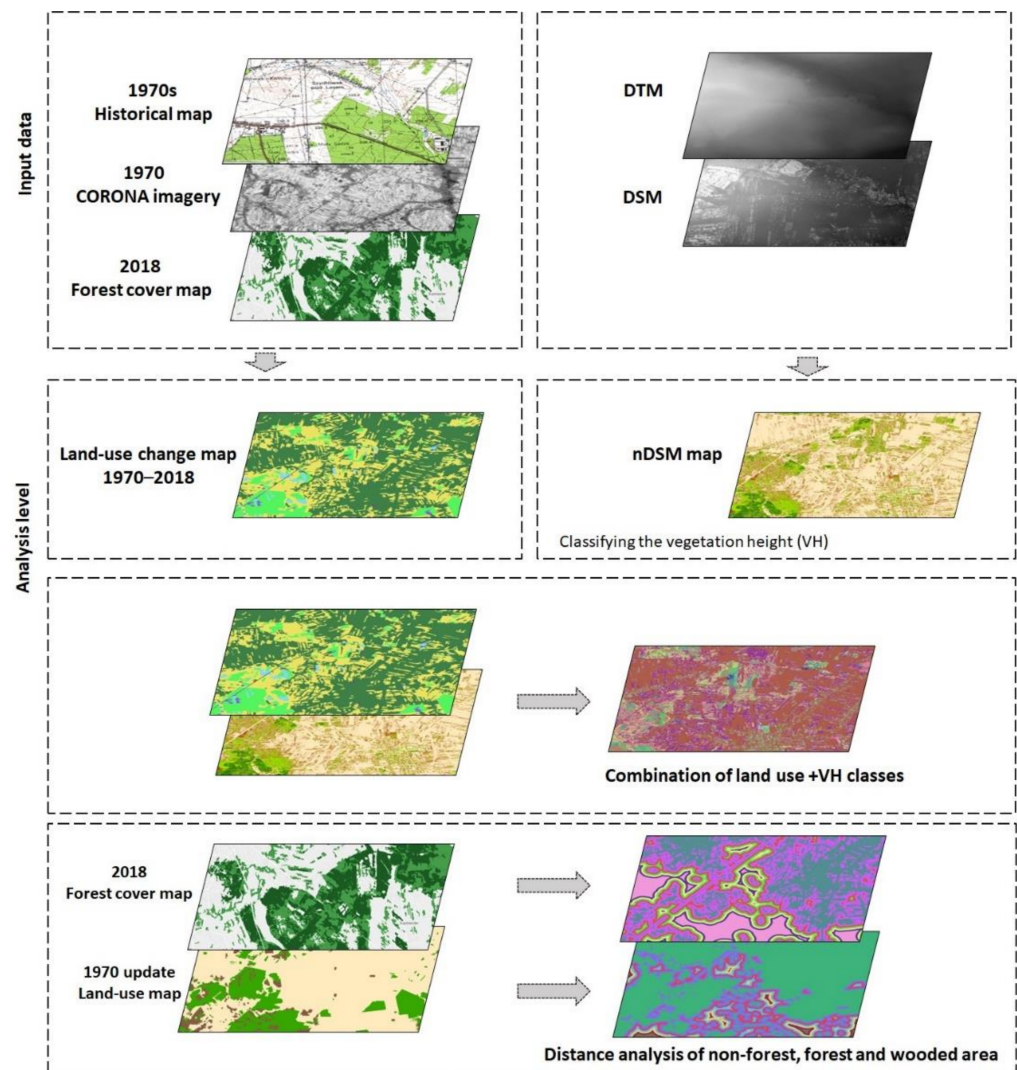 Input data
1970s
Historical map
1970
CORONA imagery
2018
Forest cover map
DTM
DSM
Analysis level
Land-use change map
1970–2018
nDSM map
Classifying the vegetation height (VH)
Combination of land use +VH classes
2018
Forest cover map
1970 update
Land-use map
Distance analysis of non-forest, forest and wooded area